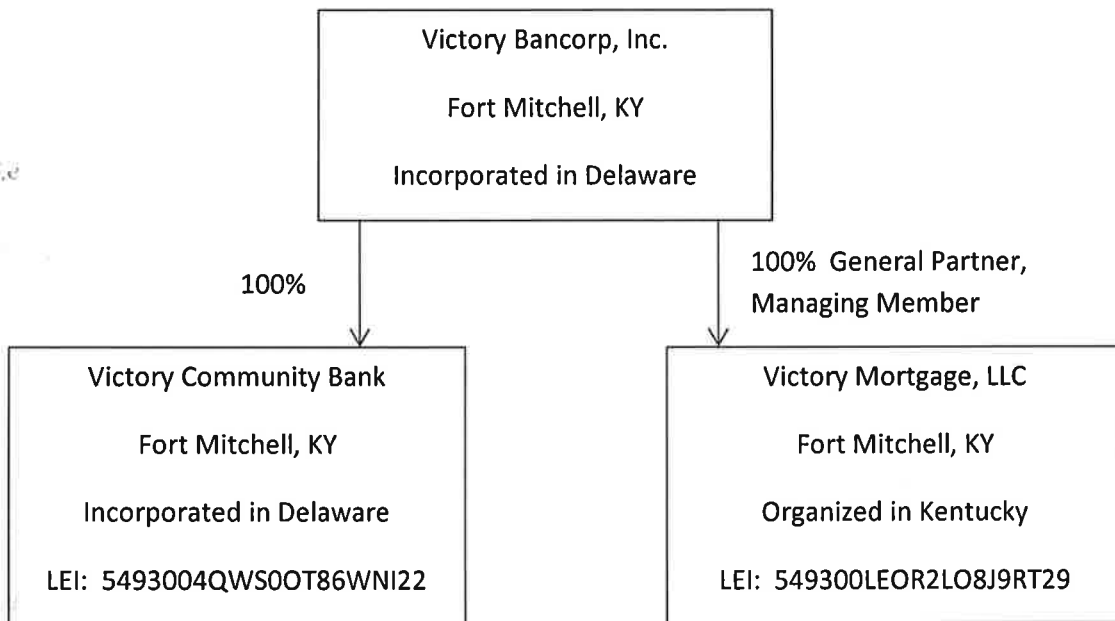 Victory Bancorp, Inc.
Fort Mitchell, KY
Incorporated in Delaware
100%
100% General Partner,
Managing Member
Victory Community Bank
Fort Mitchell, KY
Incorporated in Delaware
LEI: 5493004QWS0OT86WNI22
Victory Mortgage, LLC
Fort Mitchell, KY
Organized in Kentucky
LEI: 549300LEOR2LO8J9RT29